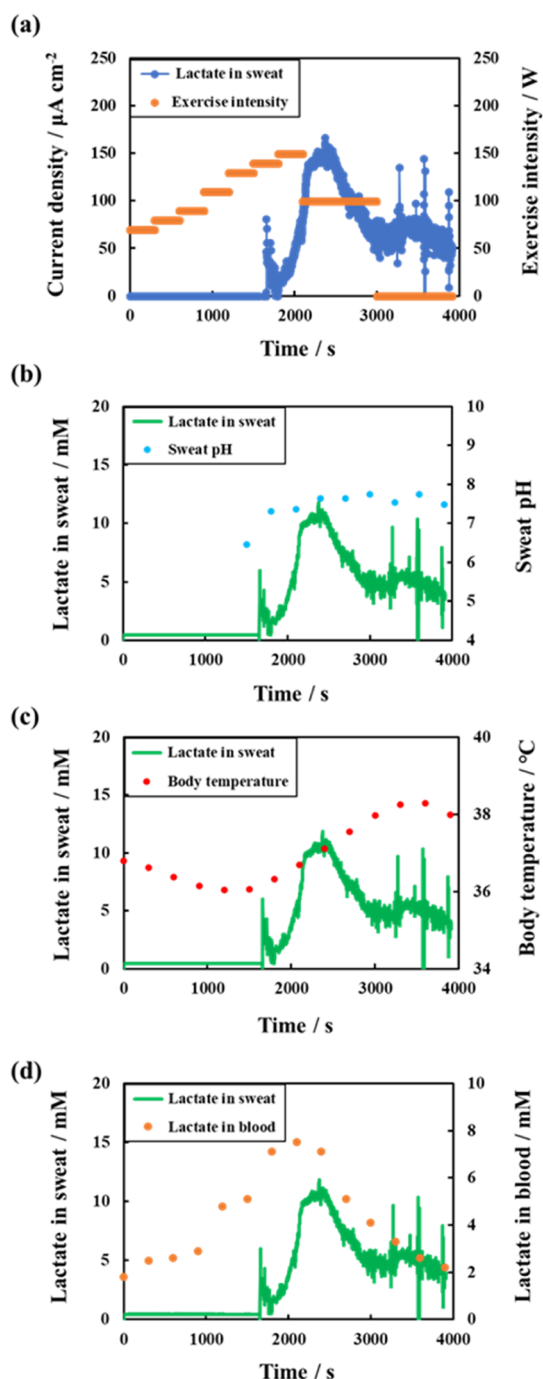 (a)
250
200
150
100
50
0
Current density / µA cm⁻²
Lactate in sweat
Exercise intensity
250
200
150
100
50
0
Exercise intensity / W
0 1000 2000 3000 4000
Time / s
(b)
20
15
10
5
0
Lactate in sweat / mM
Lactate in sweat
Sweat pH
10
9
8
7
6
5
4
Sweat pH
0 1000 2000 3000 4000
Time / s
(c)
20
15
10
5
0
Lactate in sweat / mM
Lactate in sweat
Body temperature
40
38
36
34
Body temperature / °C
0 1000 2000 3000 4000
Time / s
(d)
20
15
10
5
0
Lactate in sweat / mM
Lactate in sweat
Lactate in blood
10
8
6
4
2
0
Lactate in blood / mM
0 1000 2000 3000 4000
Time / s